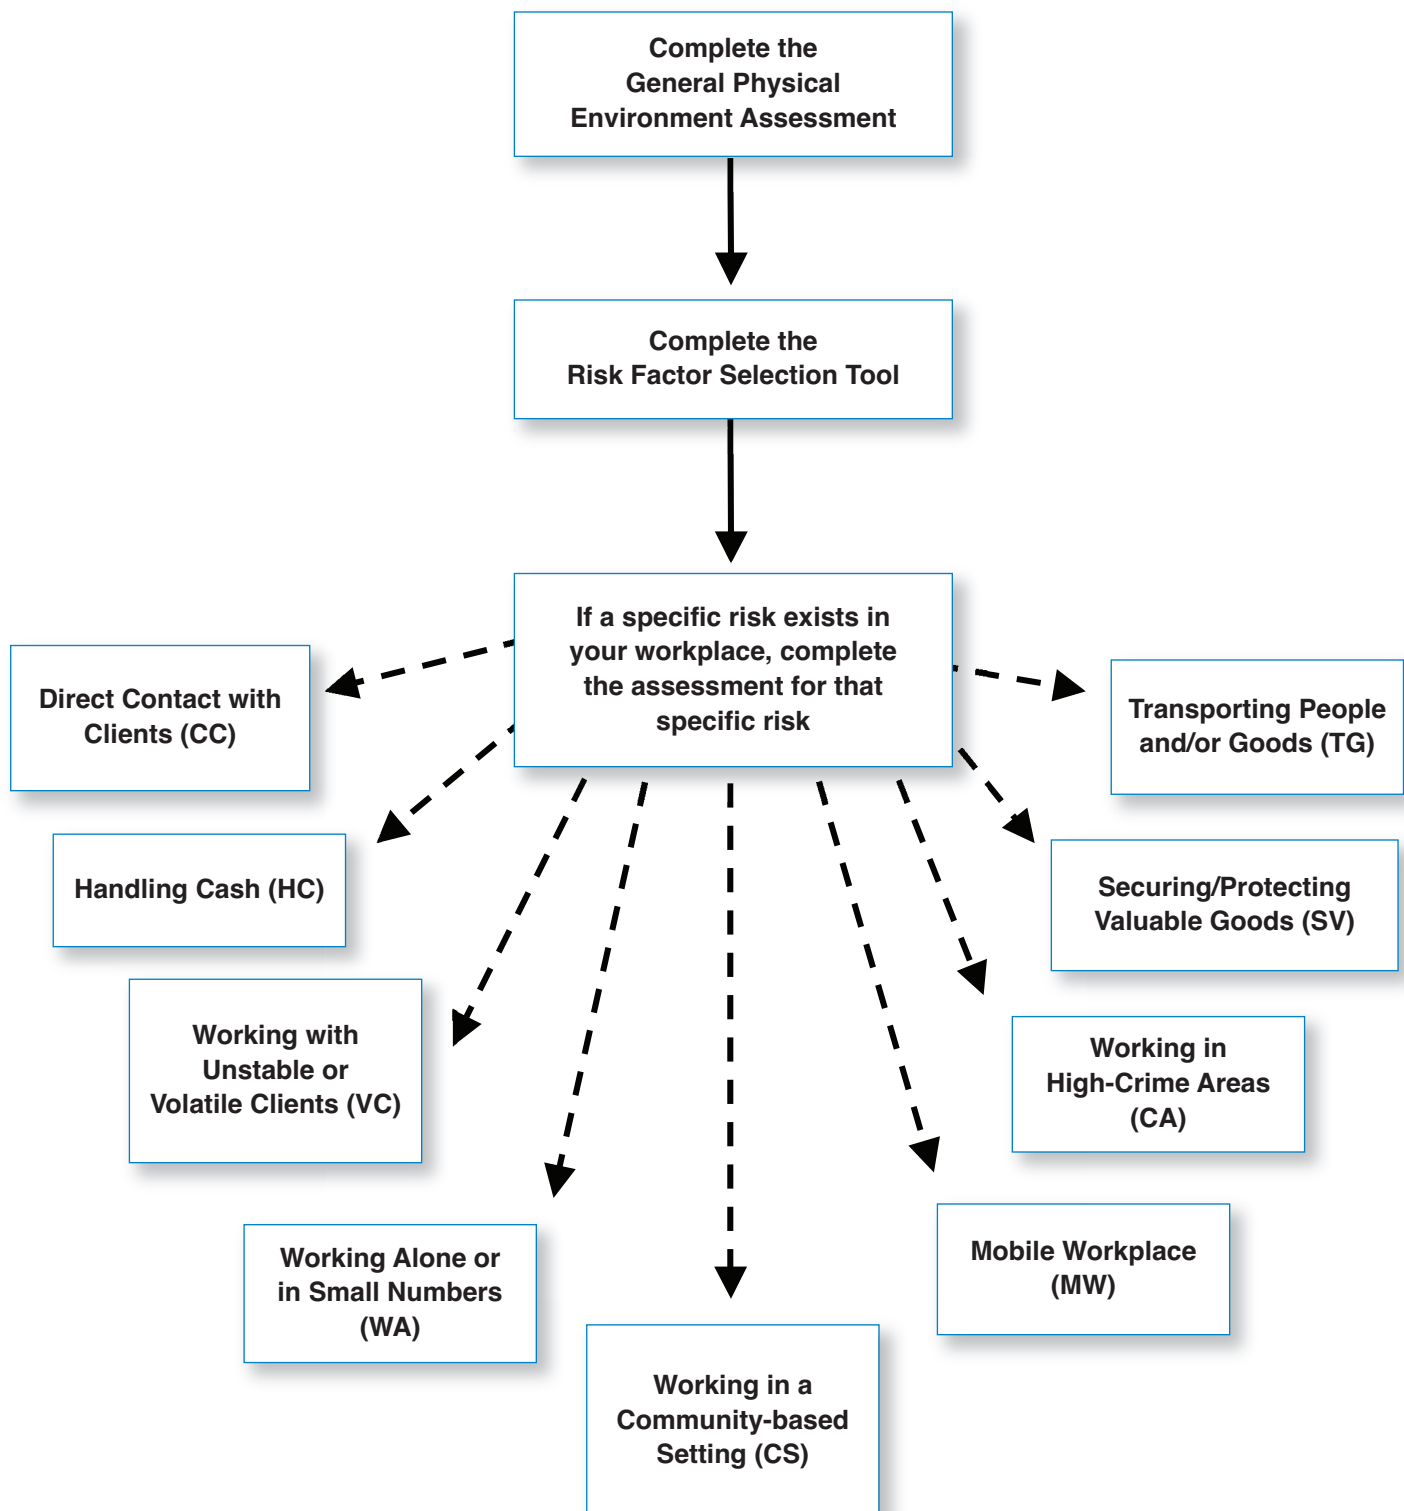 Complete the
General Physical
Environment Assessment
Complete the
Risk Factor Selection Tool
If a specific risk exists in
your workplace, complete
the assessment for that
specific risk
Direct Contact with
Clients (CC)
Handling Cash (HC)
Working with
Unstable or
Volatile Clients (VC)
Working Alone or
in Small Numbers
(WA)
Working in a
Community-based
Setting (CS)
Mobile Workplace
(MW)
Working in
High-Crime Areas
(CA)
Securing/Protecting
Valuable Goods (SV)
Transporting People
and/or Goods (TG)